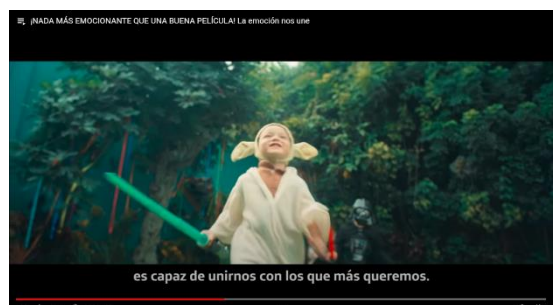 ¡NADA MÁS EMOCIONANTE QUE UNA BUENA PELÍCULA! La emoción nos une
es capaz de unirnos con los que más queremos.